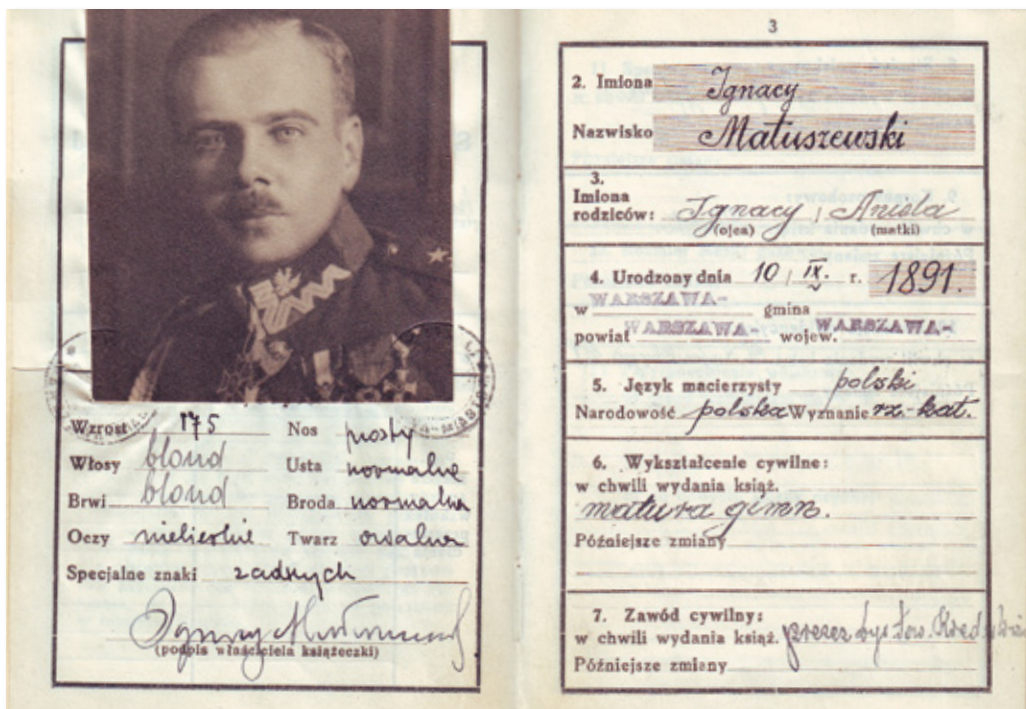 Wzrost 175 Nos prosty
Włosy blond Usta normalne
Brwi blond Broda normalna
Oczy niebieskie Twarz owalna
Specjalne znaki żadnych
(podpis właściciela książeczki)
3
2. Imiona Ignacy
Nazwisko Matuszewski
3.
Imiona
rodziców: Ignacy, Aniela
(ojca) (matki)
4. Urodzony dnia 10 / IX. r. 1891.
w WARSZAWA- gmina
powiat WARSZAWA- wojew. WARSZAWA-
5. Język macierzysty polski
Narodowość polska Wyznanie rz-kat.
6. Wykształcenie cywilne:
w chwili wydania książ.
matura gimn.
Późniejsze zmiany
7. Zawód cywilny:
w chwili wydania książ. prezes Tow.
Późniejsze zmiany